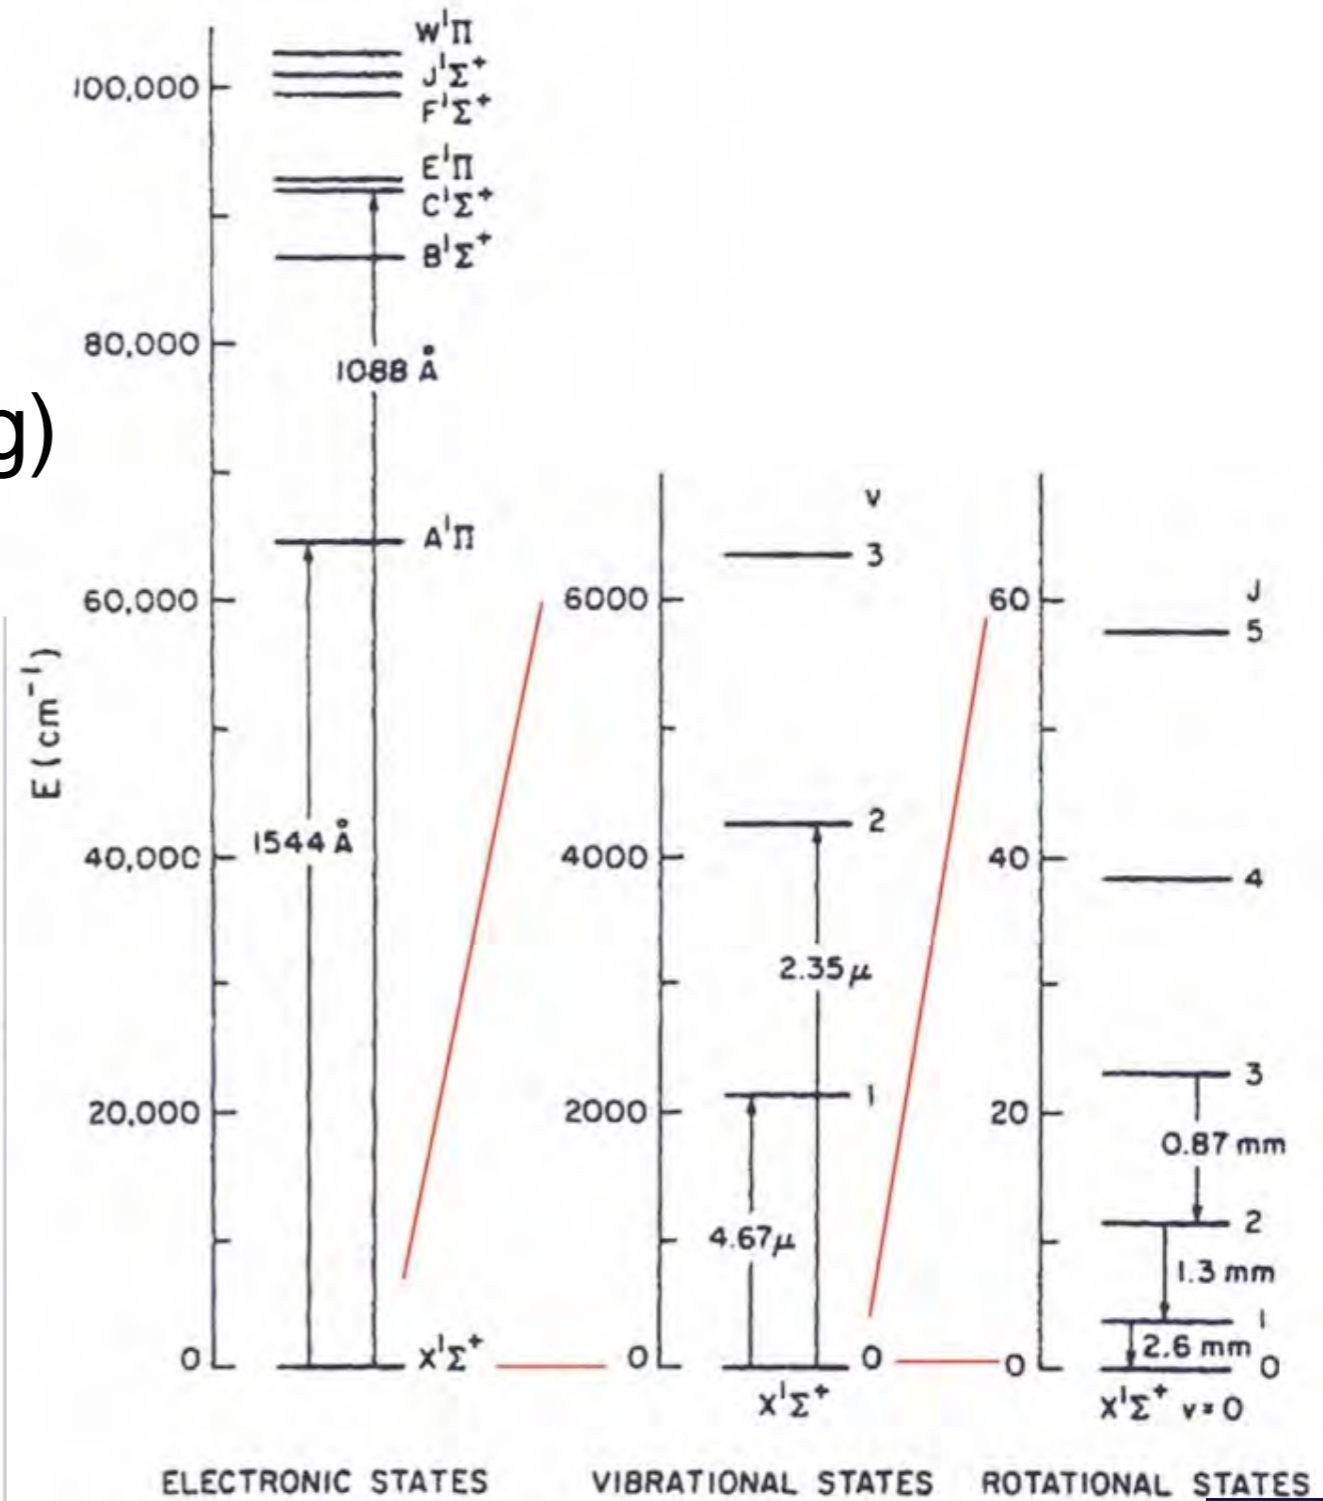 g)
E (cm⁻¹)
100,000
80,000
60,000
40,000
20,000
0
W¹Π
J¹Σ⁺
F¹Σ⁺
E¹Π
C¹Σ⁺
B¹Σ⁺
1088 Å
A¹Π
1544 Å
X¹Σ⁺
ELECTRONIC STATES
6000
4000
2000
0
v
3
2
2.35μ
1
4.67μ
0
X¹Σ⁺
VIBRATIONAL STATES
60
40
20
0
J
5
4
3
0.87 mm
2
1.3 mm
1
2.6 mm
0
X¹Σ⁺ v=0
ROTATIONAL STATES